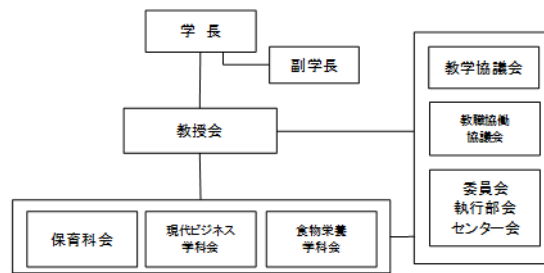 学 長
副学長
教授会
保育科会
現代ビジネス
学科会
食物栄養
学科会
教学協議会
教職協働
協議会
委員会
執行部会
センター会